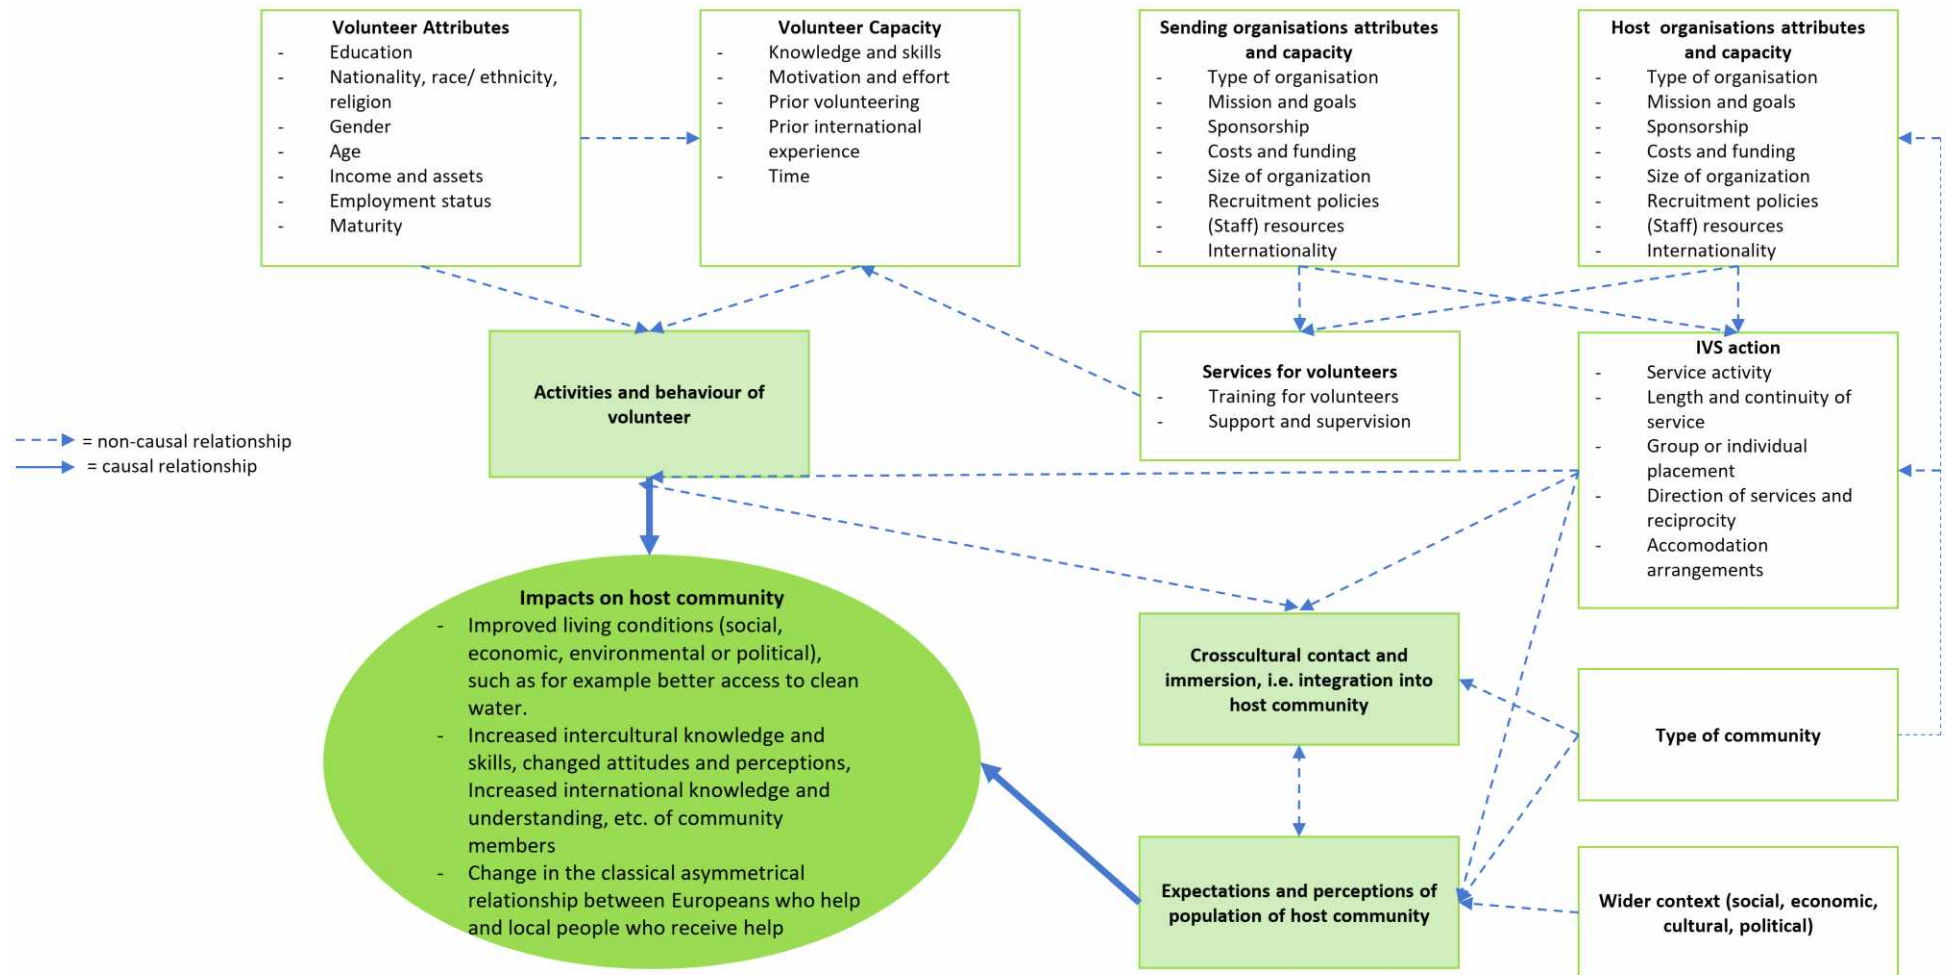 Volunteer Attributes
- Education
- Nationality, race/ ethnicity,
religion
- Gender
- Age
- Income and assets
- Employment status
- Maturity
Volunteer Capacity
- Knowledge and skills
- Motivation and effort
- Prior volunteering
- Prior international
experience
- Time
Sending organisations attributes
and capacity
- Type of organisation
- Mission and goals
- Sponsorship
- Costs and funding
- Size of organization
- Recruitment policies
- (Staff) resources
- Internationality
Host organisations attributes
and capacity
- Type of organisation
- Mission and goals
- Sponsorship
- Costs and funding
- Size of organization
- Recruitment policies
- (Staff) resources
- Internationality
Activities and behaviour of
volunteer
Services for volunteers
- Training for volunteers
- Support and supervision
IVS action
- Service activity
- Length and continuity of
service
- Group or individual
placement
- Direction of services and
reciprocity
- Accomodation
arrangements
= non-causal relationship
= causal relationship
Impacts on host community
- Improved living conditions (social,
economic, environmental or political),
such as for example better access to clean
water.
- Increased intercultural knowledge and
skills, changed attitudes and perceptions,
Increased international knowledge and
understanding, etc. of community
members
- Change in the classical asymmetrical
relationship between Europeans who help
and local people who receive help
Crosscultural contact and
immersion, i.e. integration into
host community
Type of community
Expectations and perceptions of
population of host community
Wider context (social, economic,
cultural, political)